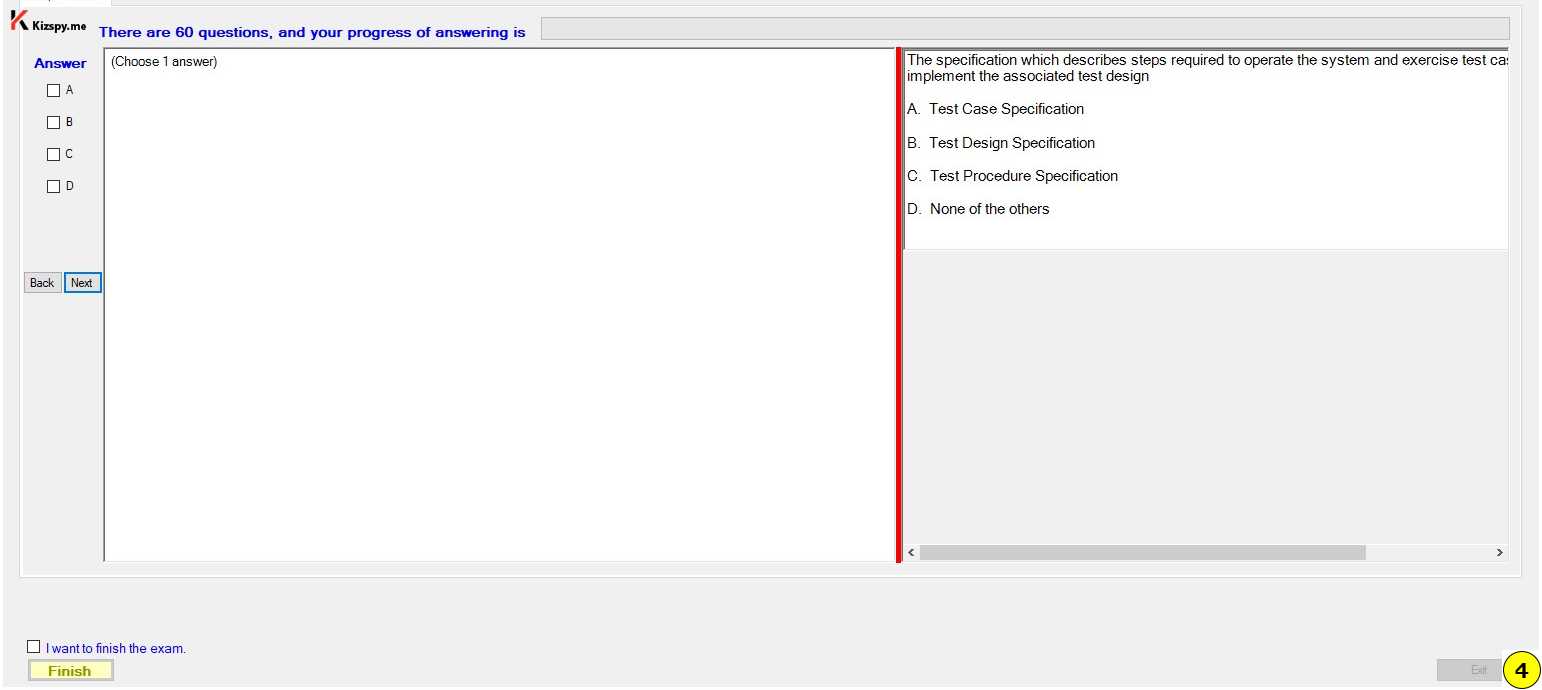 Kizspy.me
There are 60 questions, and your progress of answering is
Answer
(Choose 1 answer)
A
B
C
D
Back
Next
The specification which describes steps required to operate the system and exercise test
implement the associated test design
A. Test Case Specification
B. Test Design Specification
C. Test Procedure Specification
D. None of the others
I want to finish the exam.
Finish
Exit
4